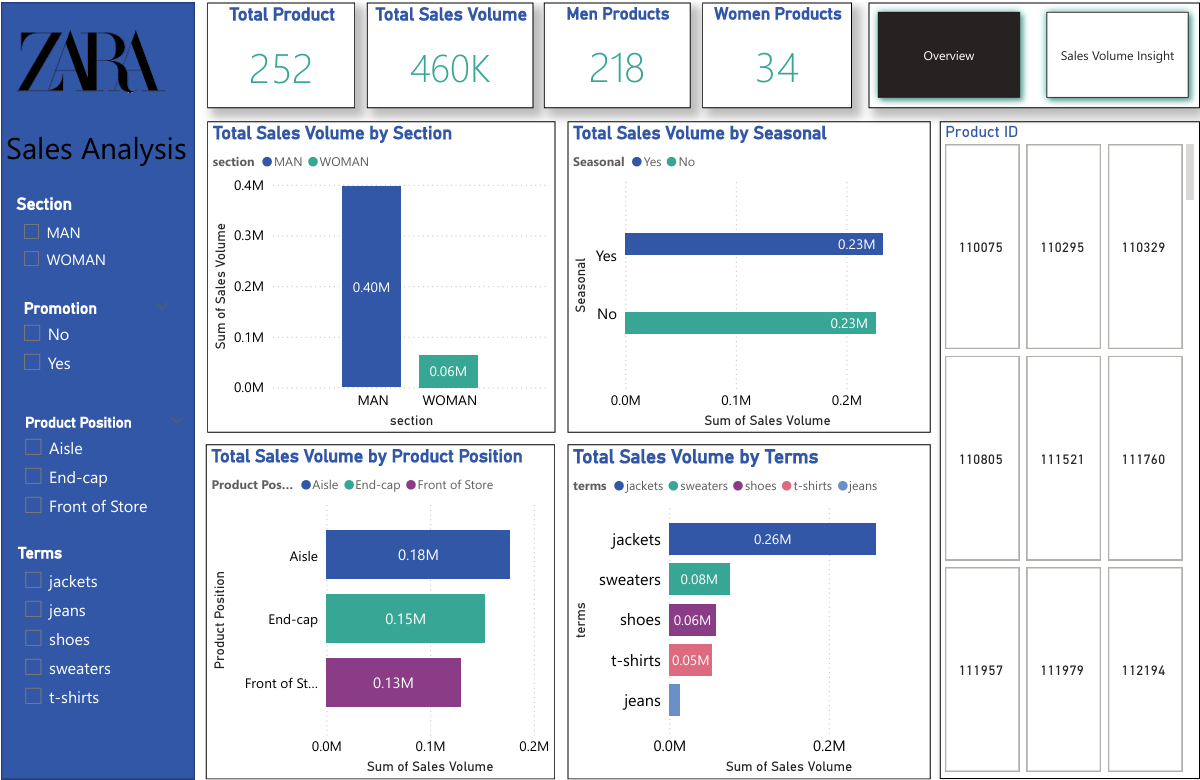 ZARA
Sales Analysis
Section
MAN
WOMAN
Promotion
No
Yes
Product Position
Aisle
End-cap
Front of Store
Terms
jackets
jeans
shoes
sweaters
t-shirts
Total Product
252
Total Sales Volume
460K
Men Products
218
Women Products
34
Overview
Sales Volume Insight
Total Sales Volume by Section
section MAN WOMAN
Sum of Sales Volume
0.4M
0.3M
0.2M
0.1M
0.0M
0.40M
0.06M
MAN WOMAN
section
Total Sales Volume by Seasonal
Seasonal Yes No
Seasonal
Yes 0.23M
No 0.23M
0.0M 0.1M 0.2M
Sum of Sales Volume
Total Sales Volume by Product Position
Product Pos... Aisle End-cap Front of Store
Product Position
Aisle 0.18M
End-cap 0.15M
Front of St... 0.13M
0.0M 0.1M 0.2M
Sum of Sales Volume
Total Sales Volume by Terms
terms jackets sweaters shoes t-shirts jeans
terms
jackets 0.26M
sweaters 0.08M
shoes 0.06M
t-shirts 0.05M
jeans
0.0M 0.2M
Sum of Sales Volume
Product ID
110075 110295 110329
110805 111521 111760
111957 111979 112194